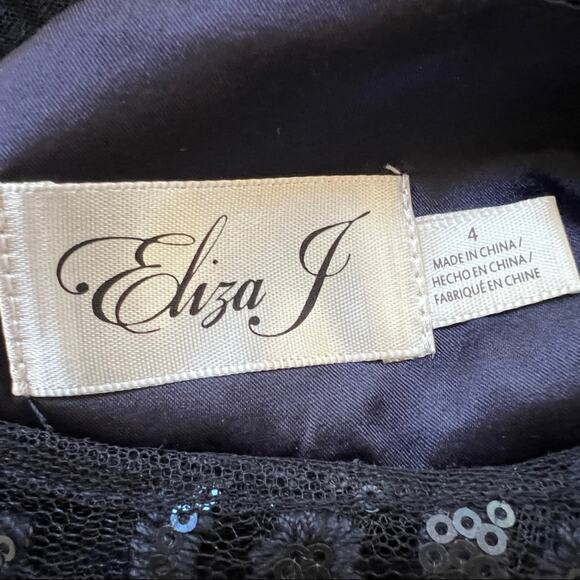 Eliza J
4
MADE IN CHINA/
HECHO EN CHINA/
FABRIQUÉ EN CHINE